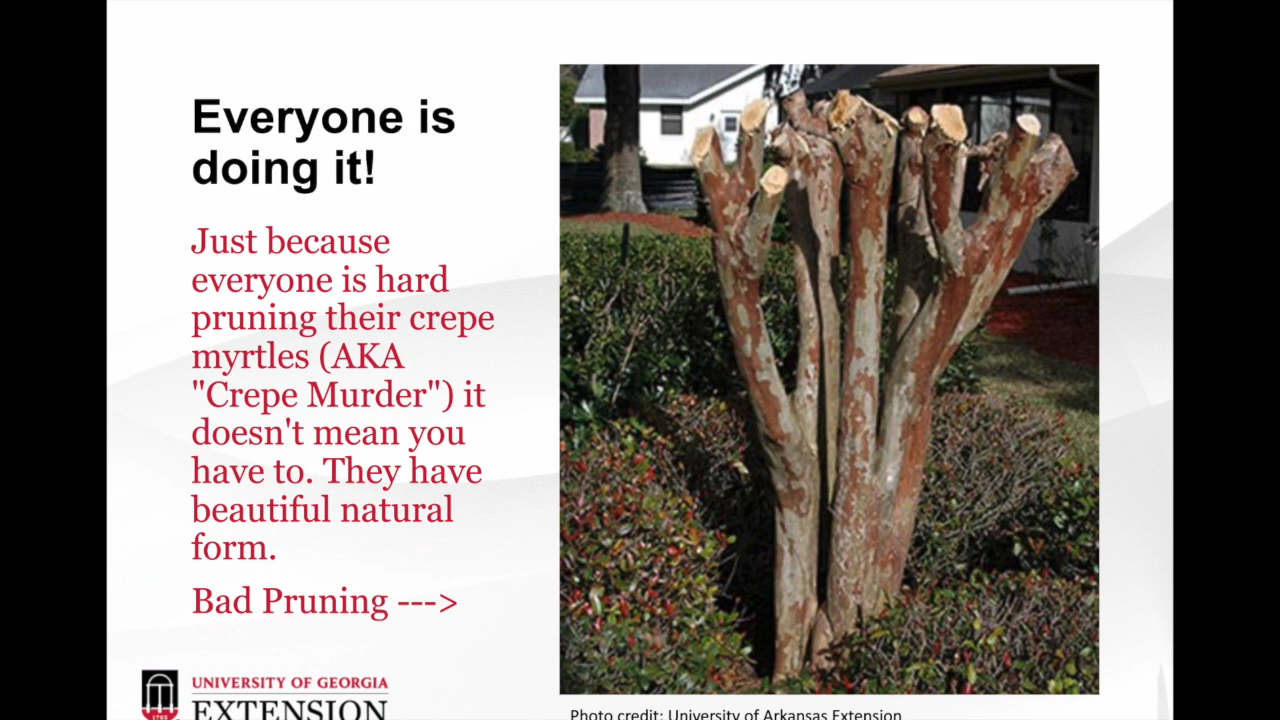 Everyone is
doing it!
Just because
everyone is hard
pruning their crepe
myrtles (AKA
"Crepe Murder") it
doesn't mean you
have to. They have
beautiful natural
form.
Bad Pruning --->
UNIVERSITY OF GEORGIA
EXTENSION
1785
Photo credit: University of Arkansas Extension